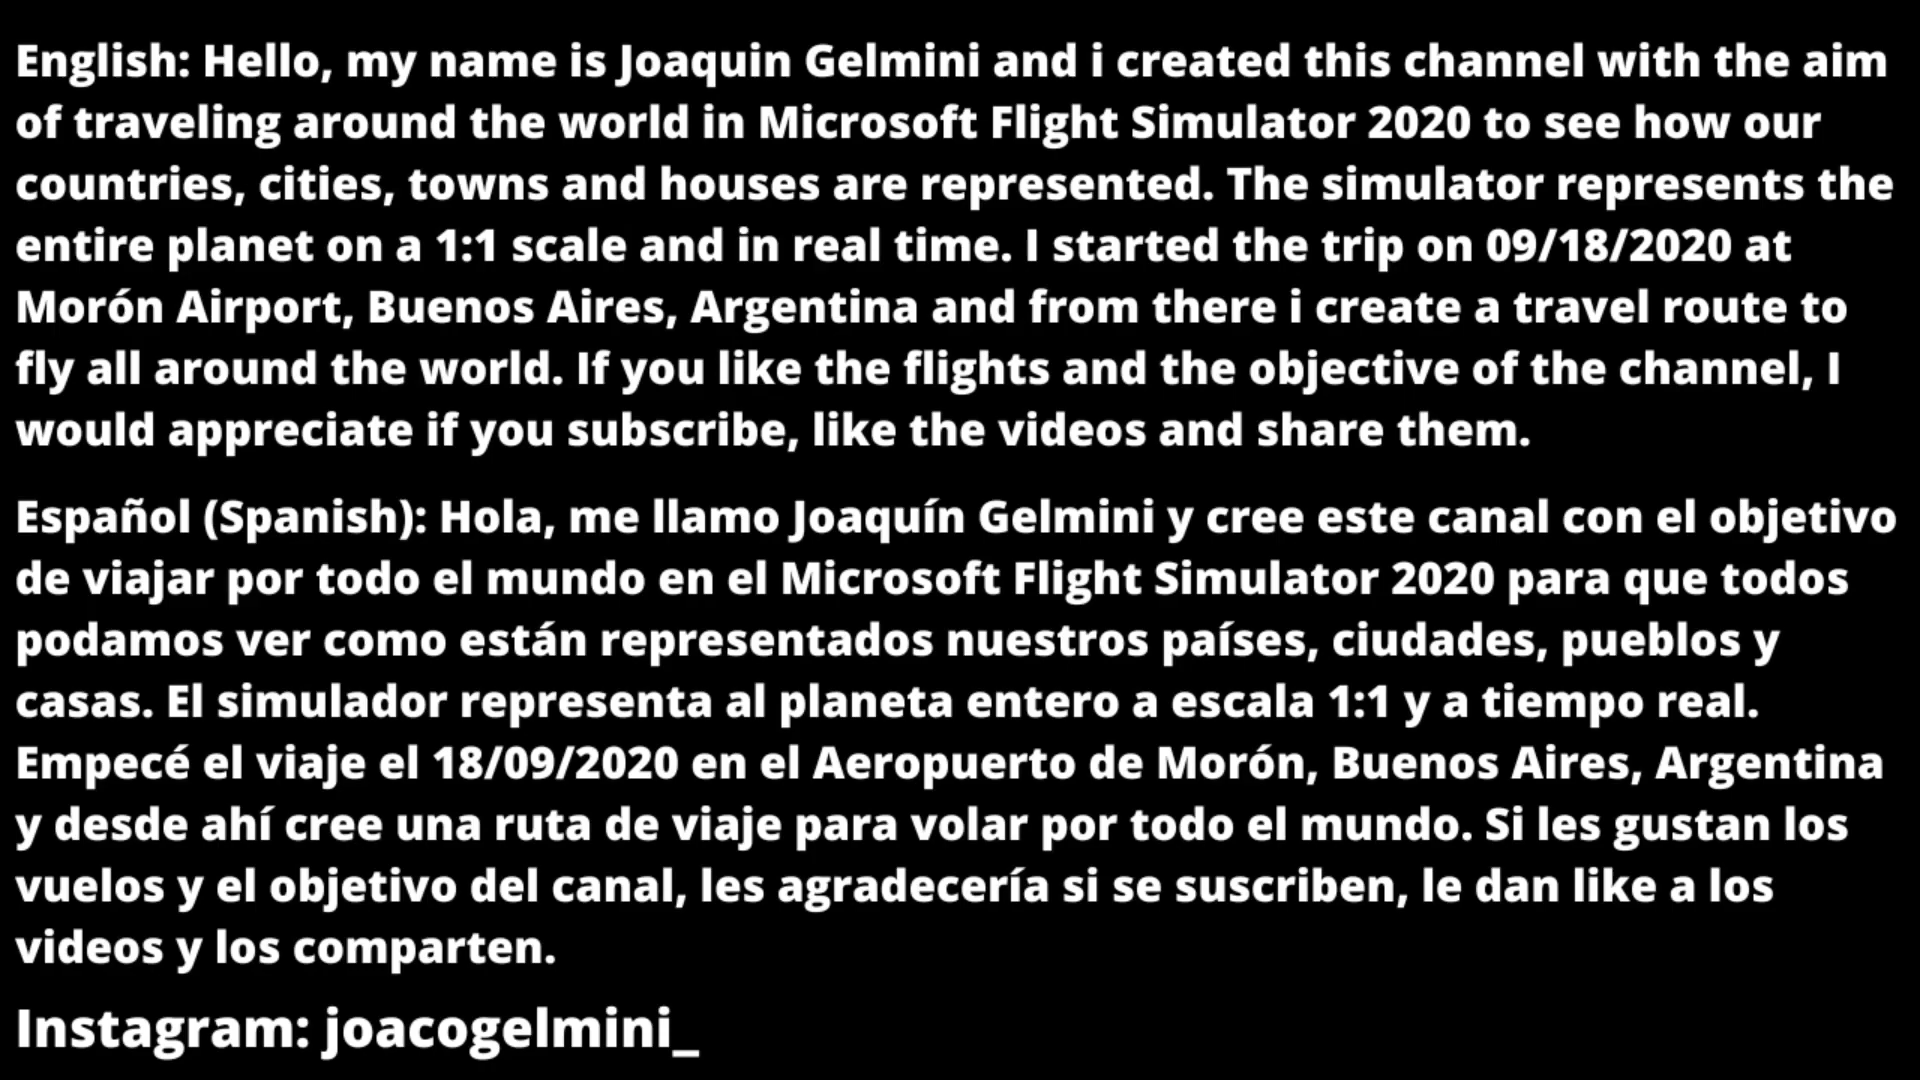 English: Hello, my name is Joaquin Gelmini and i created this channel with the aim
of traveling around the world in Microsoft Flight Simulator 2020 to see how our
countries, cities, towns and houses are represented. The simulator represents the
entire planet on a 1:1 scale and in real time. I started the trip on 09/18/2020 at
Morón Airport, Buenos Aires, Argentina and from there i create a travel route to
fly all around the world. If you like the flights and the objective of the channel, I
would appreciate if you subscribe, like the videos and share them.
Español (Spanish): Hola, me llamo Joaquín Gelmini y cree este canal con el objetivo
de viajar por todo el mundo en el Microsoft Flight Simulator 2020 para que todos
podamos ver como están representados nuestros países, ciudades, pueblos y
casas. El simulador representa al planeta entero a escala 1:1 y a tiempo real.
Empecé el viaje el 18/09/2020 en el Aeropuerto de Morón, Buenos Aires, Argentina
y desde ahí cree una ruta de viaje para volar por todo el mundo. Si les gustan los
vuelos y el objetivo del canal, les agradecería si se suscriben, le dan like a los
videos y los comparten.
Instagram: joacogelmini_